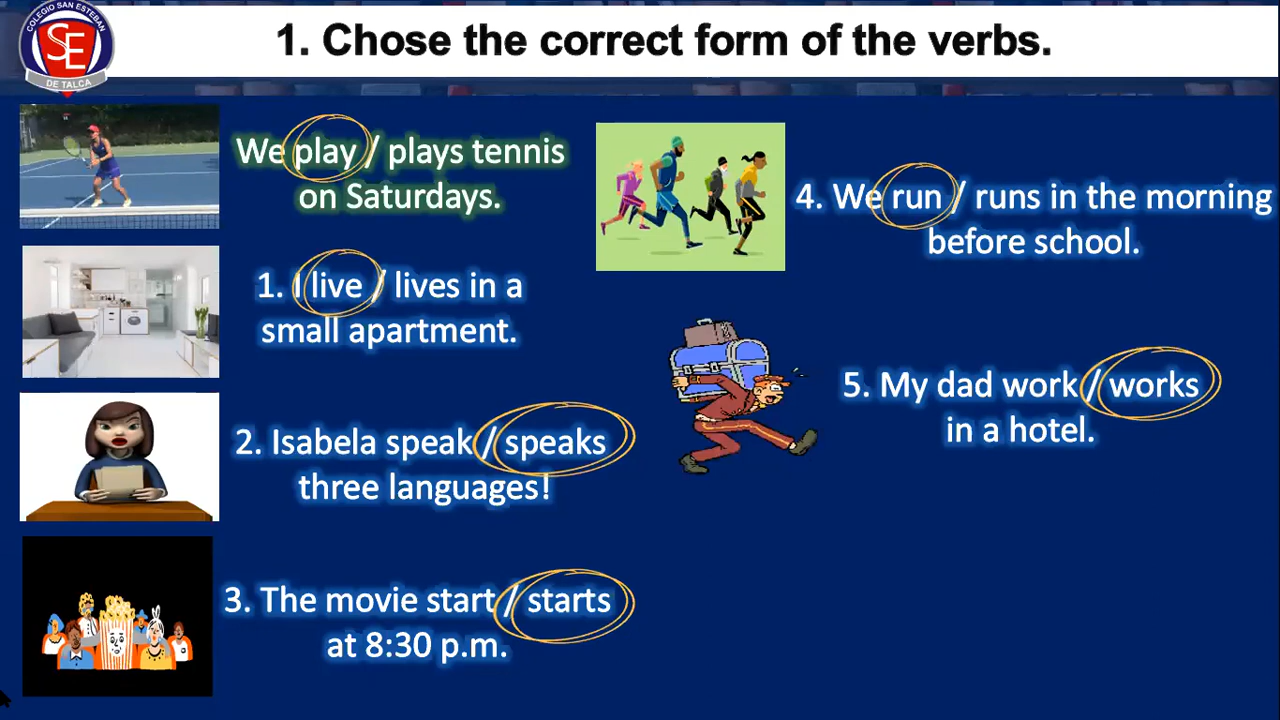 COLEGIO SAN ESTEBAN
SE
DE TALCA
1. Chose the correct form of the verbs.
We play / plays tennis
on Saturdays.
1. I live / lives in a
small apartment.
2. Isabela speak / speaks
three languages!
3. The movie start / starts
at 8:30 p.m.
4. We run / runs in the morning
before school.
5. My dad work / works
in a hotel.